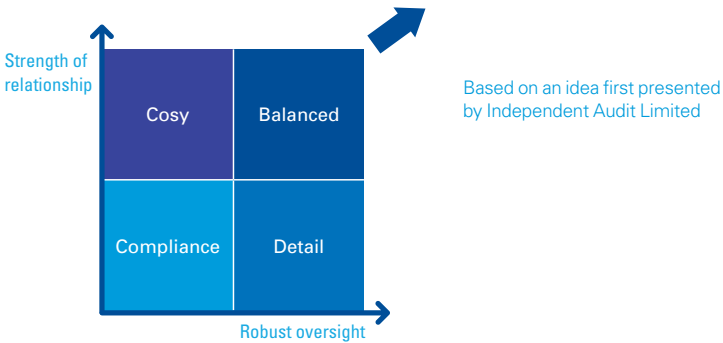 Strength of
relationship
Cosy
Balanced
Based on an idea first presented
by Independent Audit Limited
Compliance
Detail
Robust oversight